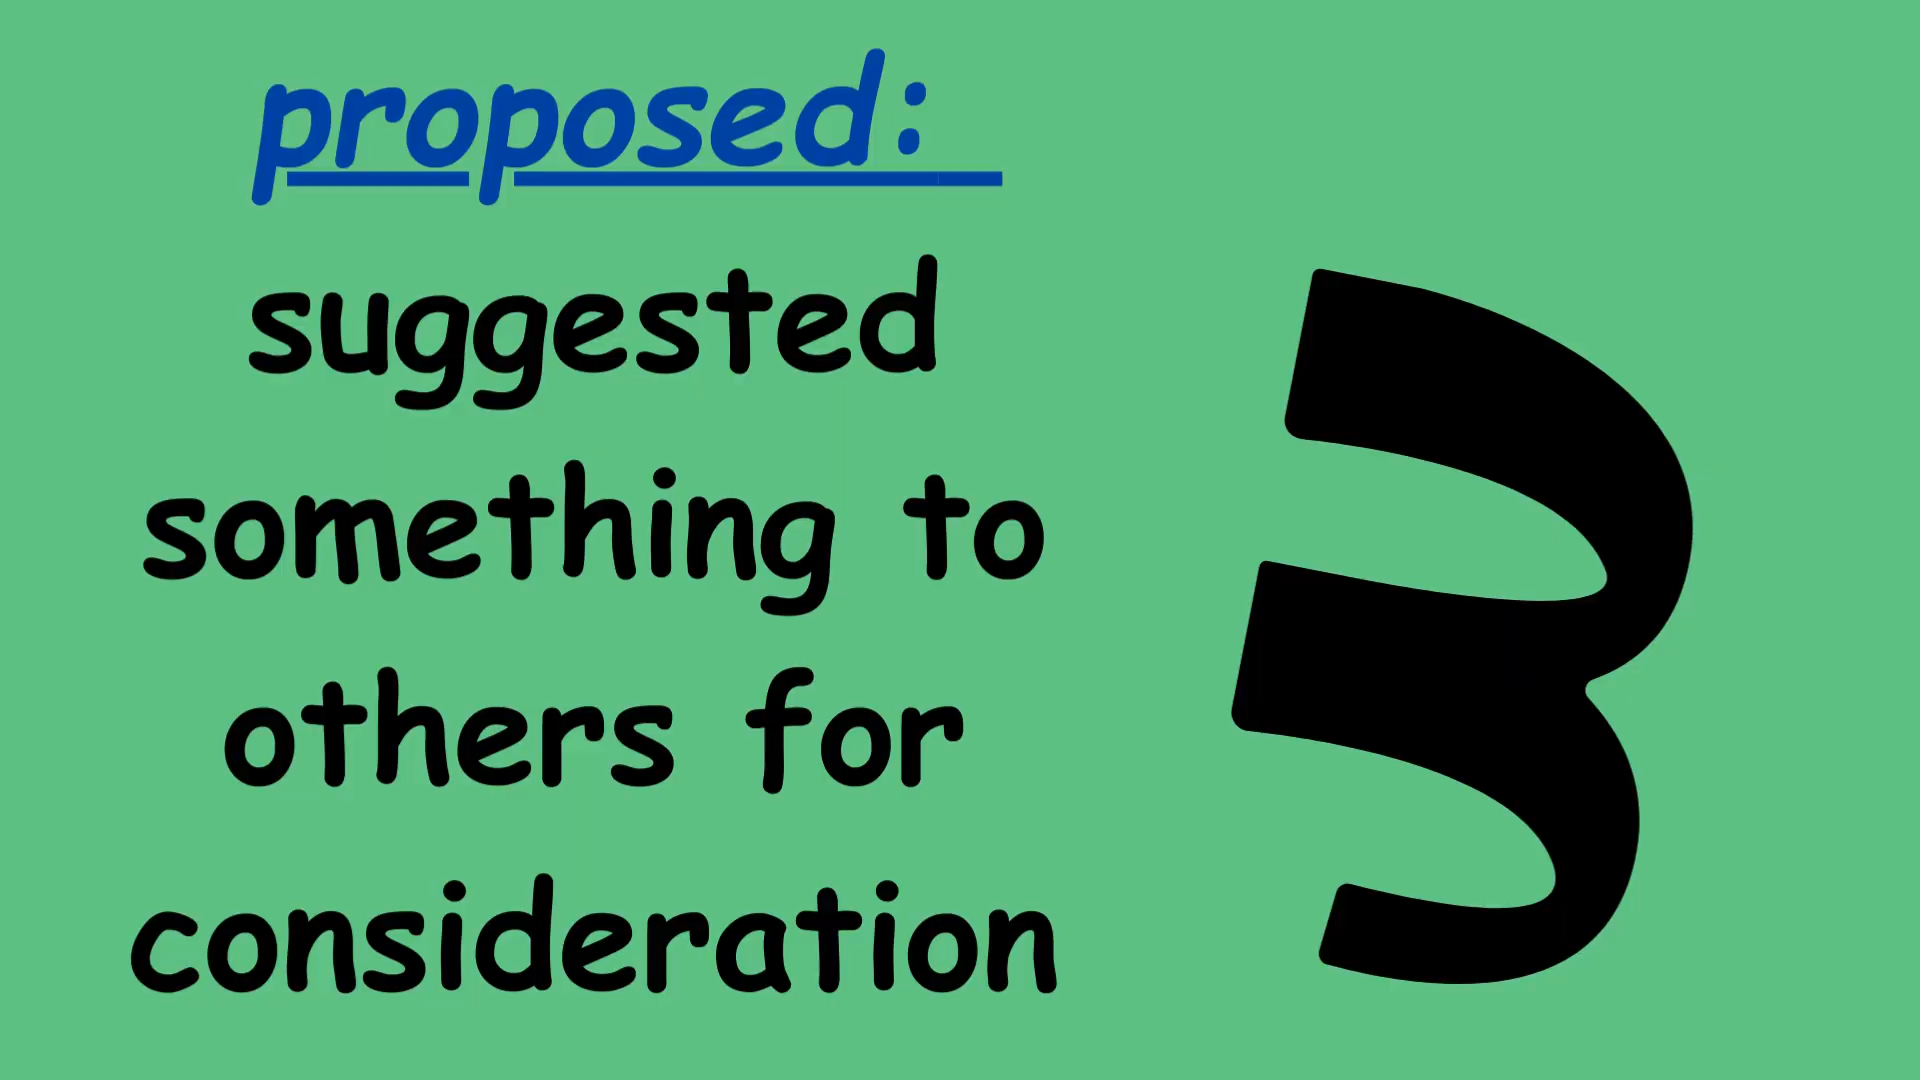 proposed:
suggested
something to
others for
consideration
3